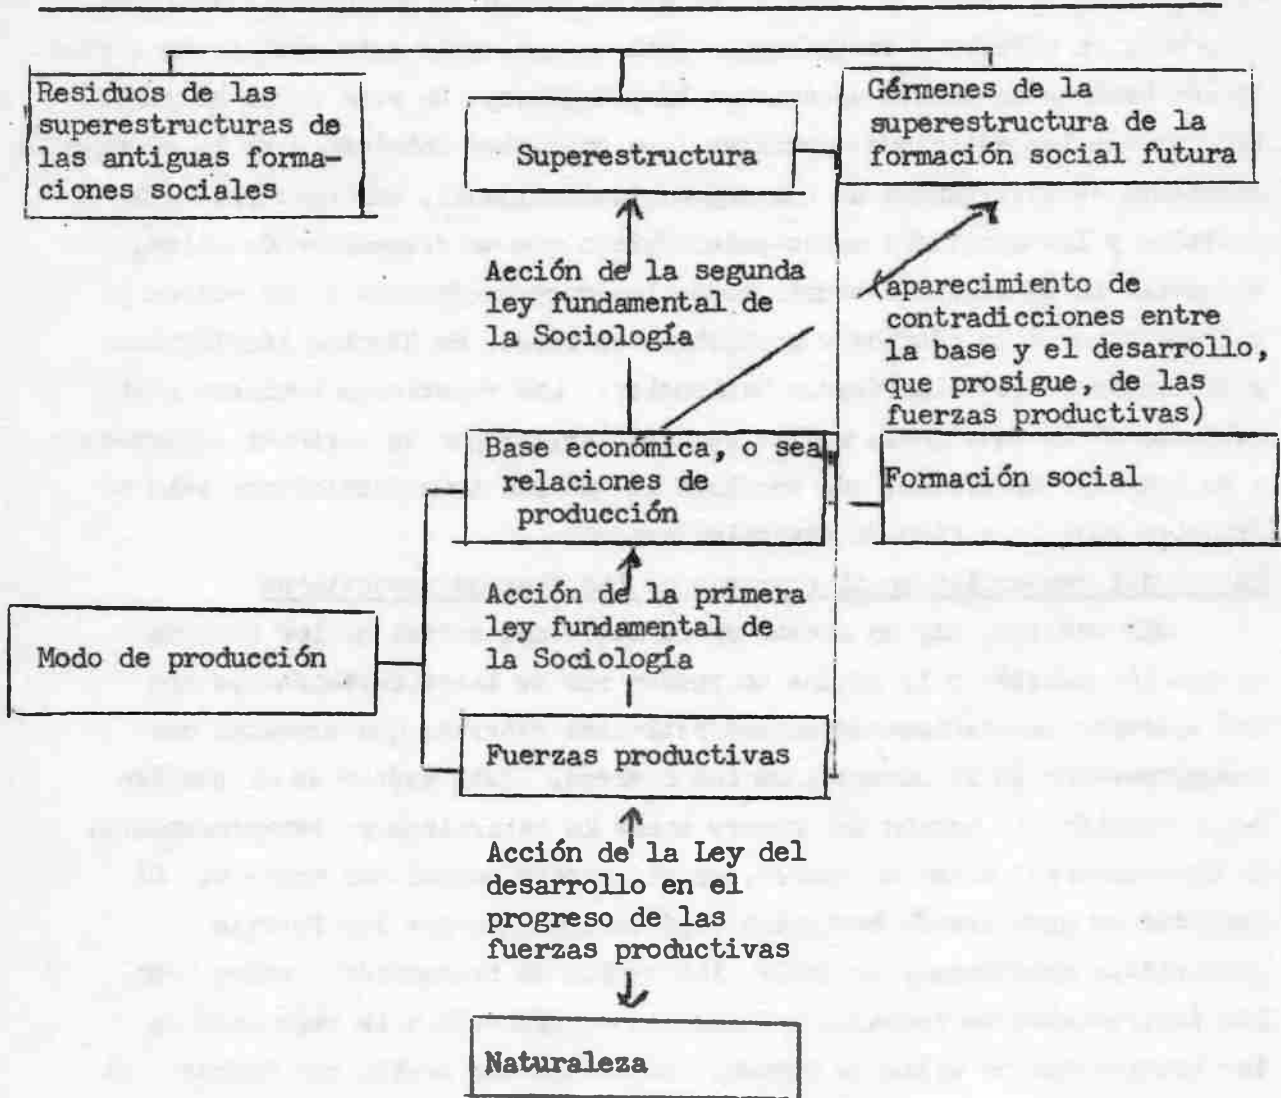 Residuos de las
superestructuras de
las antiguas forma-
ciones sociales
Superestructura
Gérmenes de la
superestructura de la
formación social futura
Acción de la segunda
ley fundamental de
la Sociología
(aparecimiento de
contradicciones entre
la base y el desarrollo,
que prosigue, de las
fuerzas productivas)
Base económica, o sea
relaciones de
producción
Formación social
Acción de la primera
ley fundamental de
la Sociología
Modo de producción
Fuerzas productivas
Acción de la Ley del
desarrollo en el
progreso de las
fuerzas productivas
Naturaleza